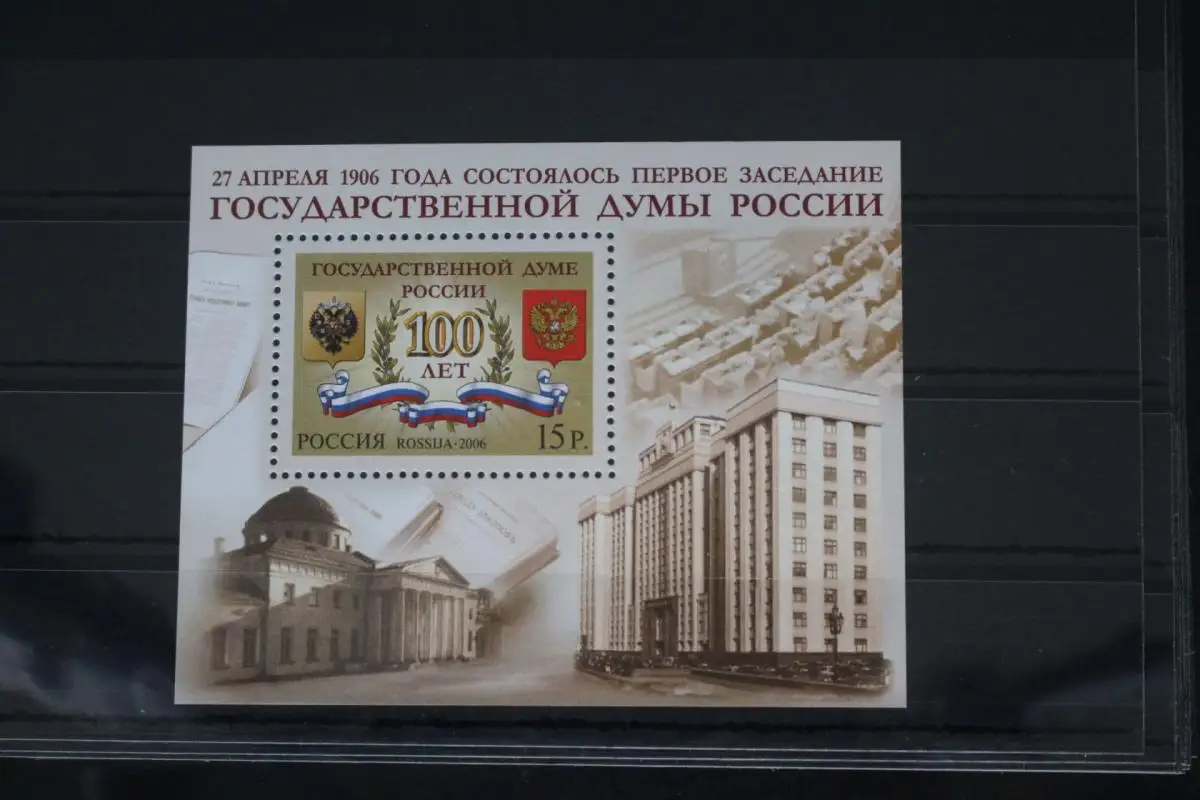 27 АПРЕЛЯ 1906 ГОДА СОСТОЯЛОСЬ ПЕРВОЕ ЗАСЕДАНИЕ
ГОСУДАРСТВЕННОЙ ДУМЫ РОССИИ
ГОСУДАРСТВЕННОЙ ДУМЕ
РОССИИ
100
ЛЕТ
РОССИЯ ROSSIJA·2006 15 Р.